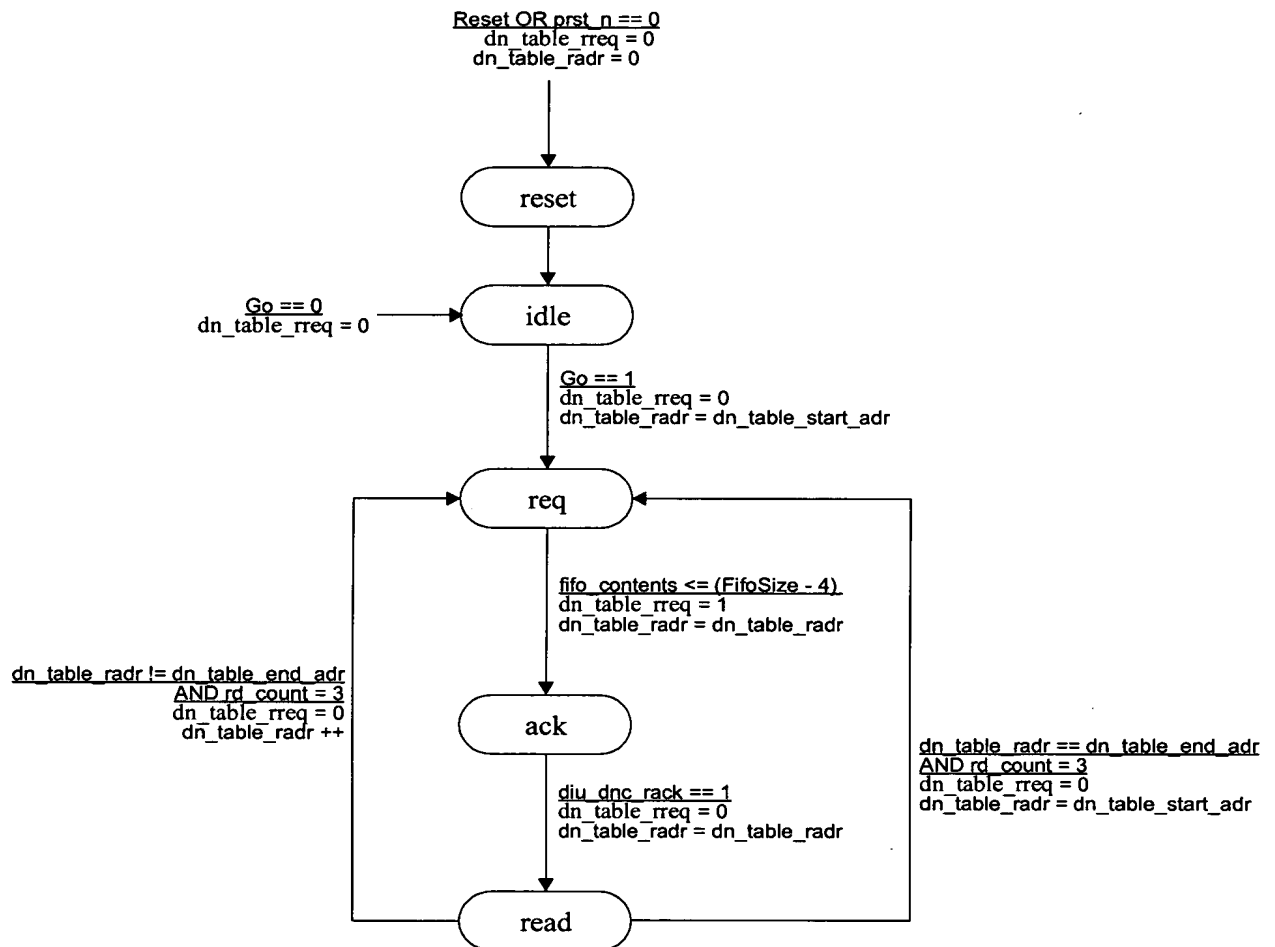 Reset OR prst_n == 0
dn_table_rreq = 0
dn_table_radr = 0
reset
Go == 0
dn_table_rreq = 0
idle
Go == 1
dn_table_rreq = 0
dn_table_radr = dn_table_start_adr
req
fifo_contents <= (FifoSize - 4)
dn_table_rreq = 1
dn_table_radr = dn_table_radr
dn_table_radr != dn_table_end_adr
AND rd_count = 3
dn_table_rreq = 0
dn_table_radr ++
ack
dn_table_radr == dn_table_end_adr
AND rd_count = 3
dn_table_rreq = 0
dn_table_radr = dn_table_start_adr
diu_dnc_rack == 1
dn_table_rreq = 0
dn_table_radr = dn_table_radr
read